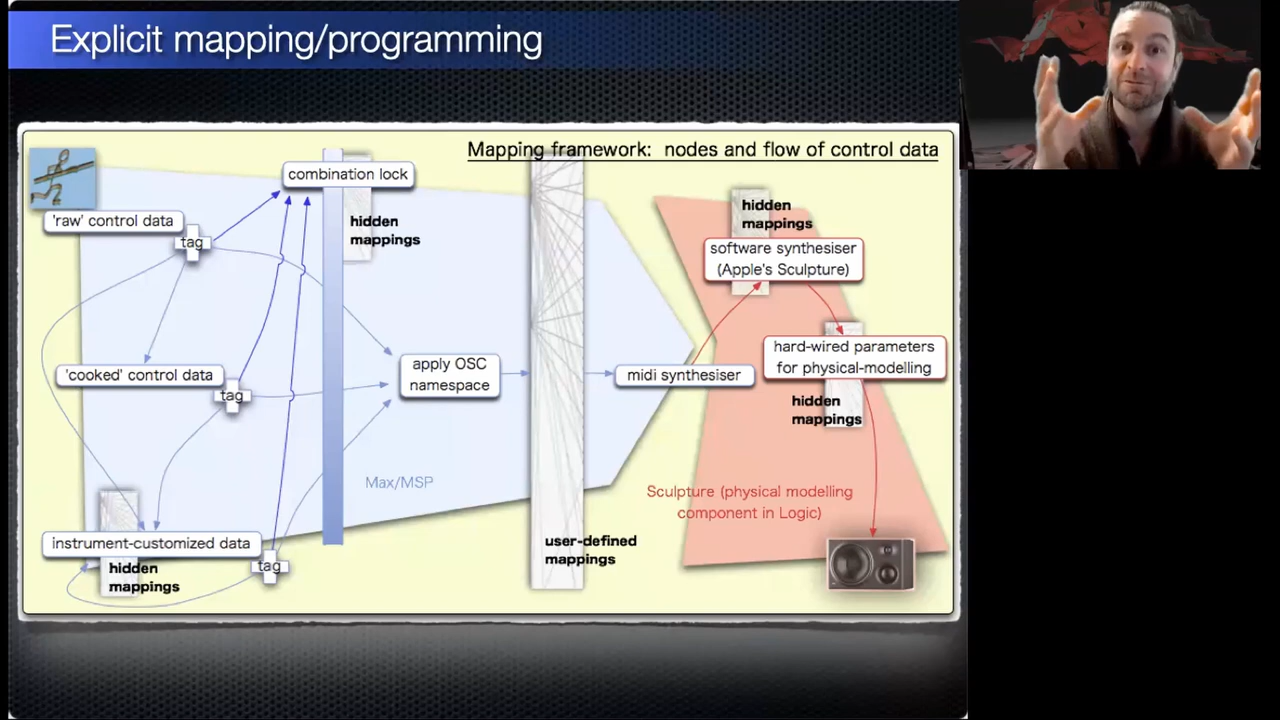 Explicit mapping/programming
Mapping framework: nodes and flow of control data
combination lock
'raw' control data
tag
hidden
mappings
hidden
mappings
software synthesiser
(Apple's Sculpture)
hard-wired parameters
for physical-modelling
hidden
mappings
apply OSC
namespace
midi synthesiser
'cooked' control data
tag
Max/MSP
Sculpture (physical modelling
component in Logic)
user-defined
mappings
instrument-customized data
tag
hidden
mappings